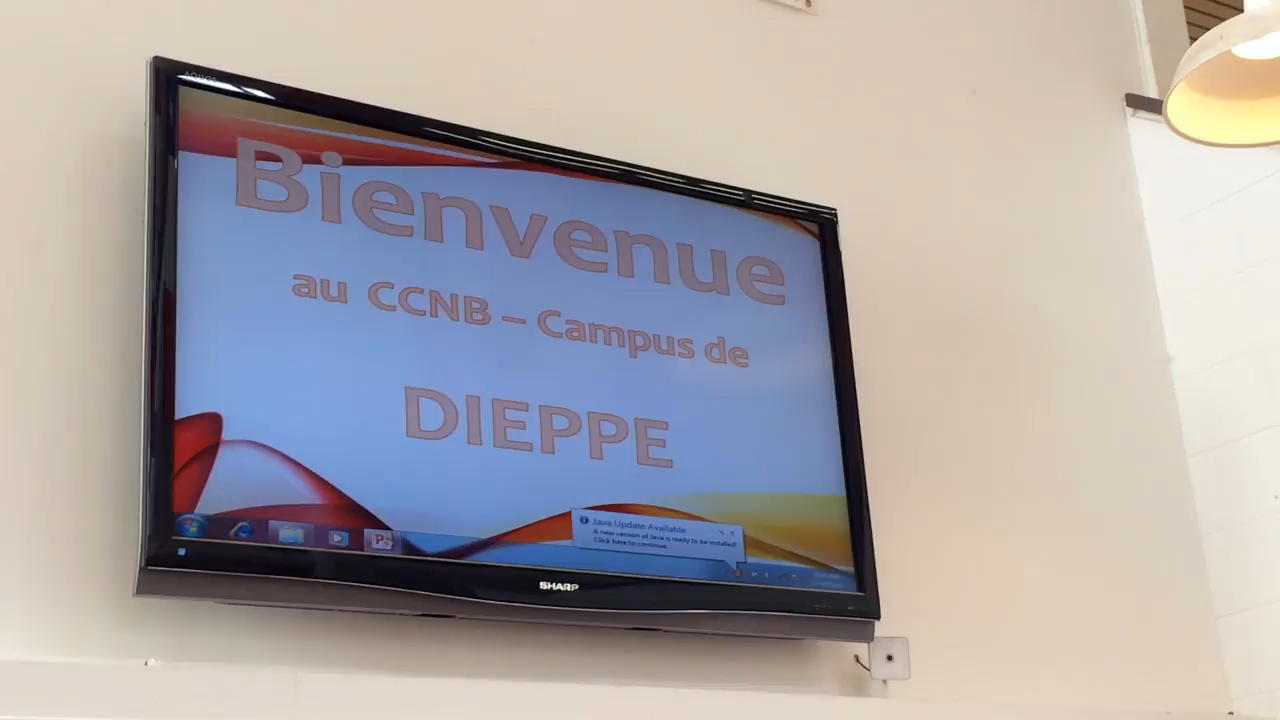 AQUOS
Bienvenue
au CCNB – Campus de
DIEPPE
Java Update Available
A new version of Java is ready to be installed!
Click here to continue.
SHARP